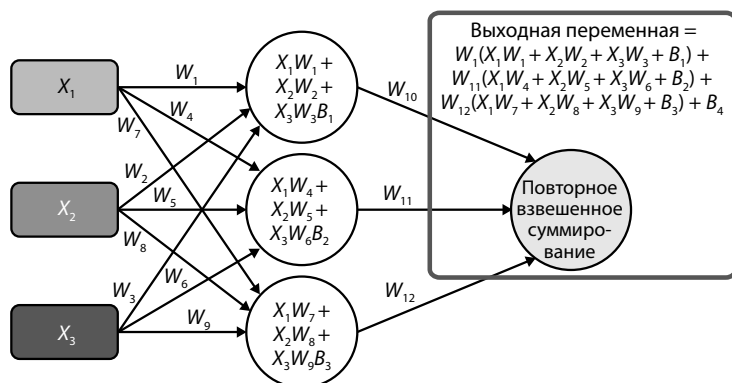 X₁
X₂
X₃
W₁
W₄
W₇
W₂
W₅
W₈
W₃
W₆
W₉
X₁W₁ +
X₂W₂ +
X₃W₃B₁
X₁W₄ +
X₂W₅ +
X₃W₆B₂
X₁W₇ +
X₂W₈ +
X₃W₉B₃
W₁₀
W₁₁
W₁₂
Выходная переменная =
W₁(X₁W₁ + X₂W₂ + X₃W₃ + B₁) +
W₁₁(X₁W₄ + X₂W₅ + X₃W₆ + B₂) +
W₁₂(X₁W₇ + X₂W₈ + X₃W₉ + B₃) + B₄
Повторное
взвешенное
суммиро-
вание